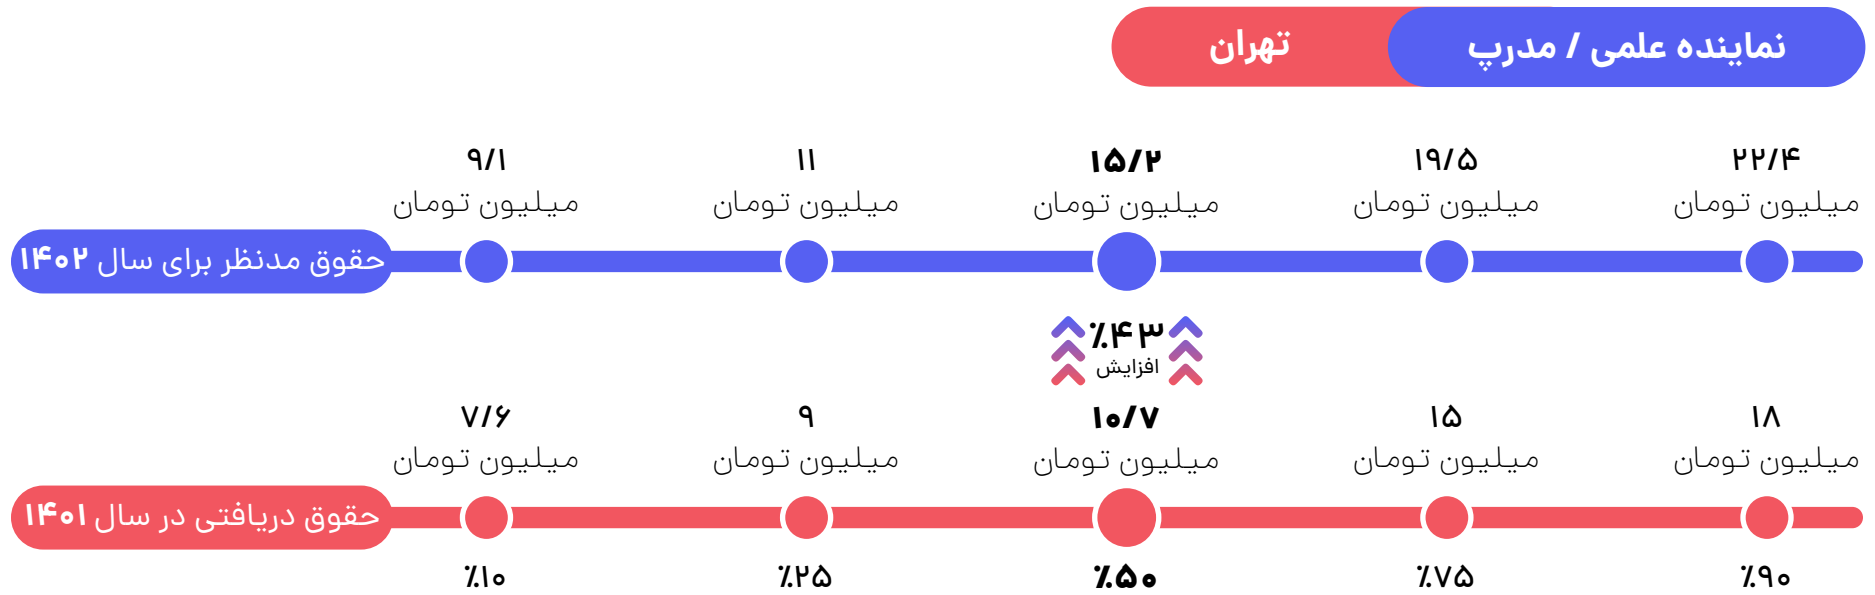 نماینده علمی / مدرپ
تهران
۹/۱ ۱۱ ۱۵/۲ ۱۹/۵ ۲۲/۴
میلیون تومان میلیون تومان میلیون تومان میلیون تومان میلیون تومان
حقوق مدنظر برای سال ۱۴۰۲
٪۴۳
افزایش
۷/۶ ۹ ۱۰/۷ ۱۵ ۱۸
میلیون تومان میلیون تومان میلیون تومان میلیون تومان میلیون تومان
حقوق دریافتی در سال ۱۴۰۱
٪۱۰ ٪۲۵ ٪۵۰ ٪۷۵ ٪۹۰